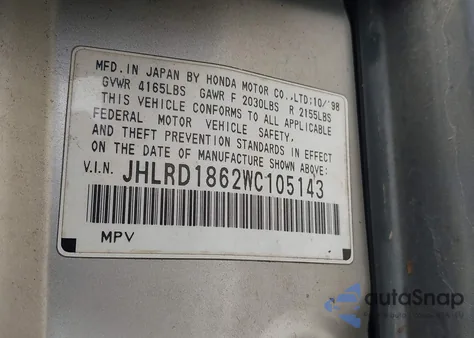 MFD. IN JAPAN BY HONDA MOTOR CO., LTD; 10/'98
GVWR 4165LBS GAWR F 2030LBS R 2155LBS
THIS VEHICLE CONFORMS TO ALL APPLICABLE
FEDERAL MOTOR VEHICLE SAFETY,
AND THEFT PREVENTION STANDARDS IN EFFECT
ON THE DATE OF MANUFACTURE SHOWN ABOVE:
V.I.N. JHLRD1862WC105143
MPV
autoSnap